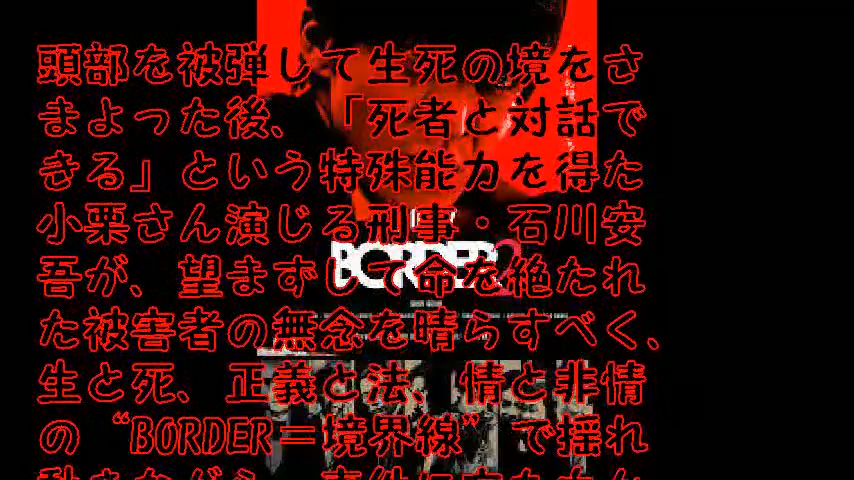 頭部を被弾して生死の境をさ
まよった後、「死者と対話で
きる」という特殊能力を得た
小栗さん演じる刑事・石川安
吾が、望まずして命を絶たれ
た被害者の無念を晴らすべく、
生と死、正義と法、情と非情
の“BORDER＝境界線”で揺れ
BORDER2